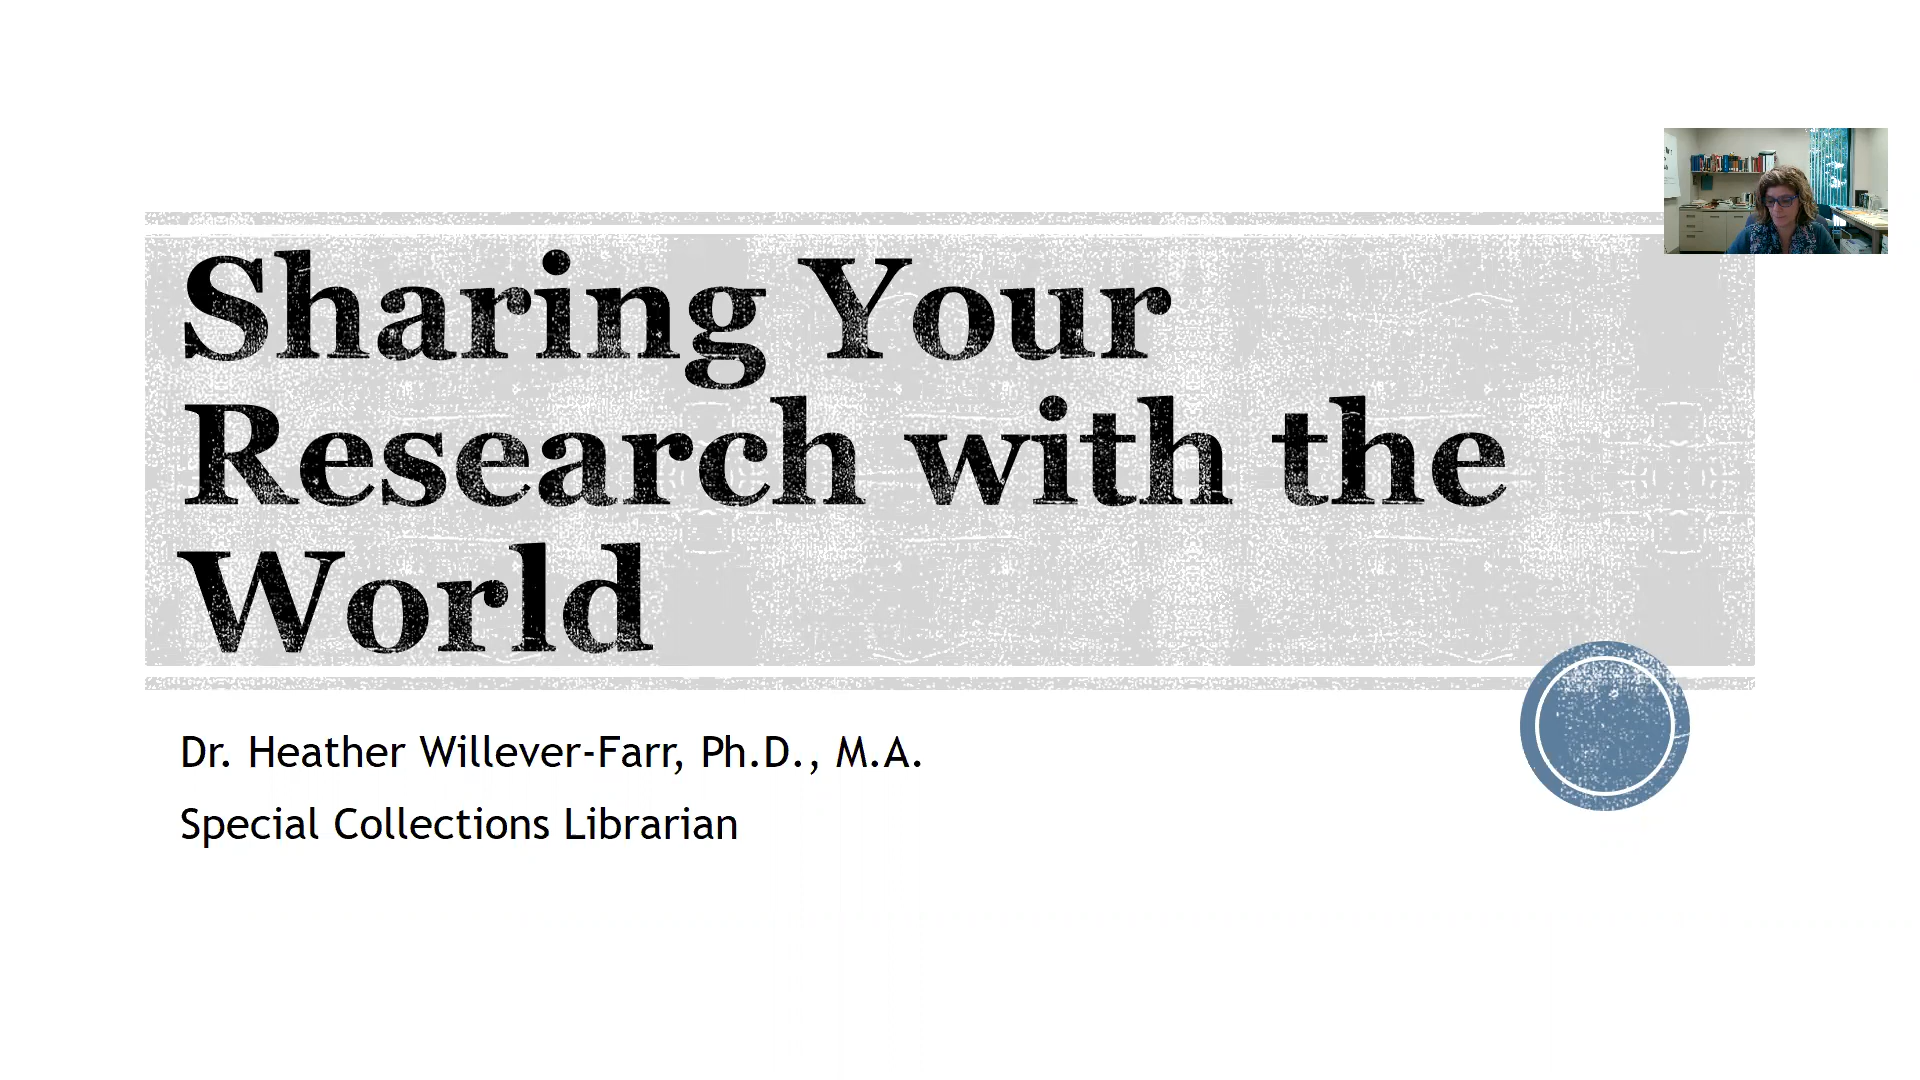 Sharing Your
Research with the
World
Dr. Heather Willever-Farr, Ph.D., M.A.
Special Collections Librarian